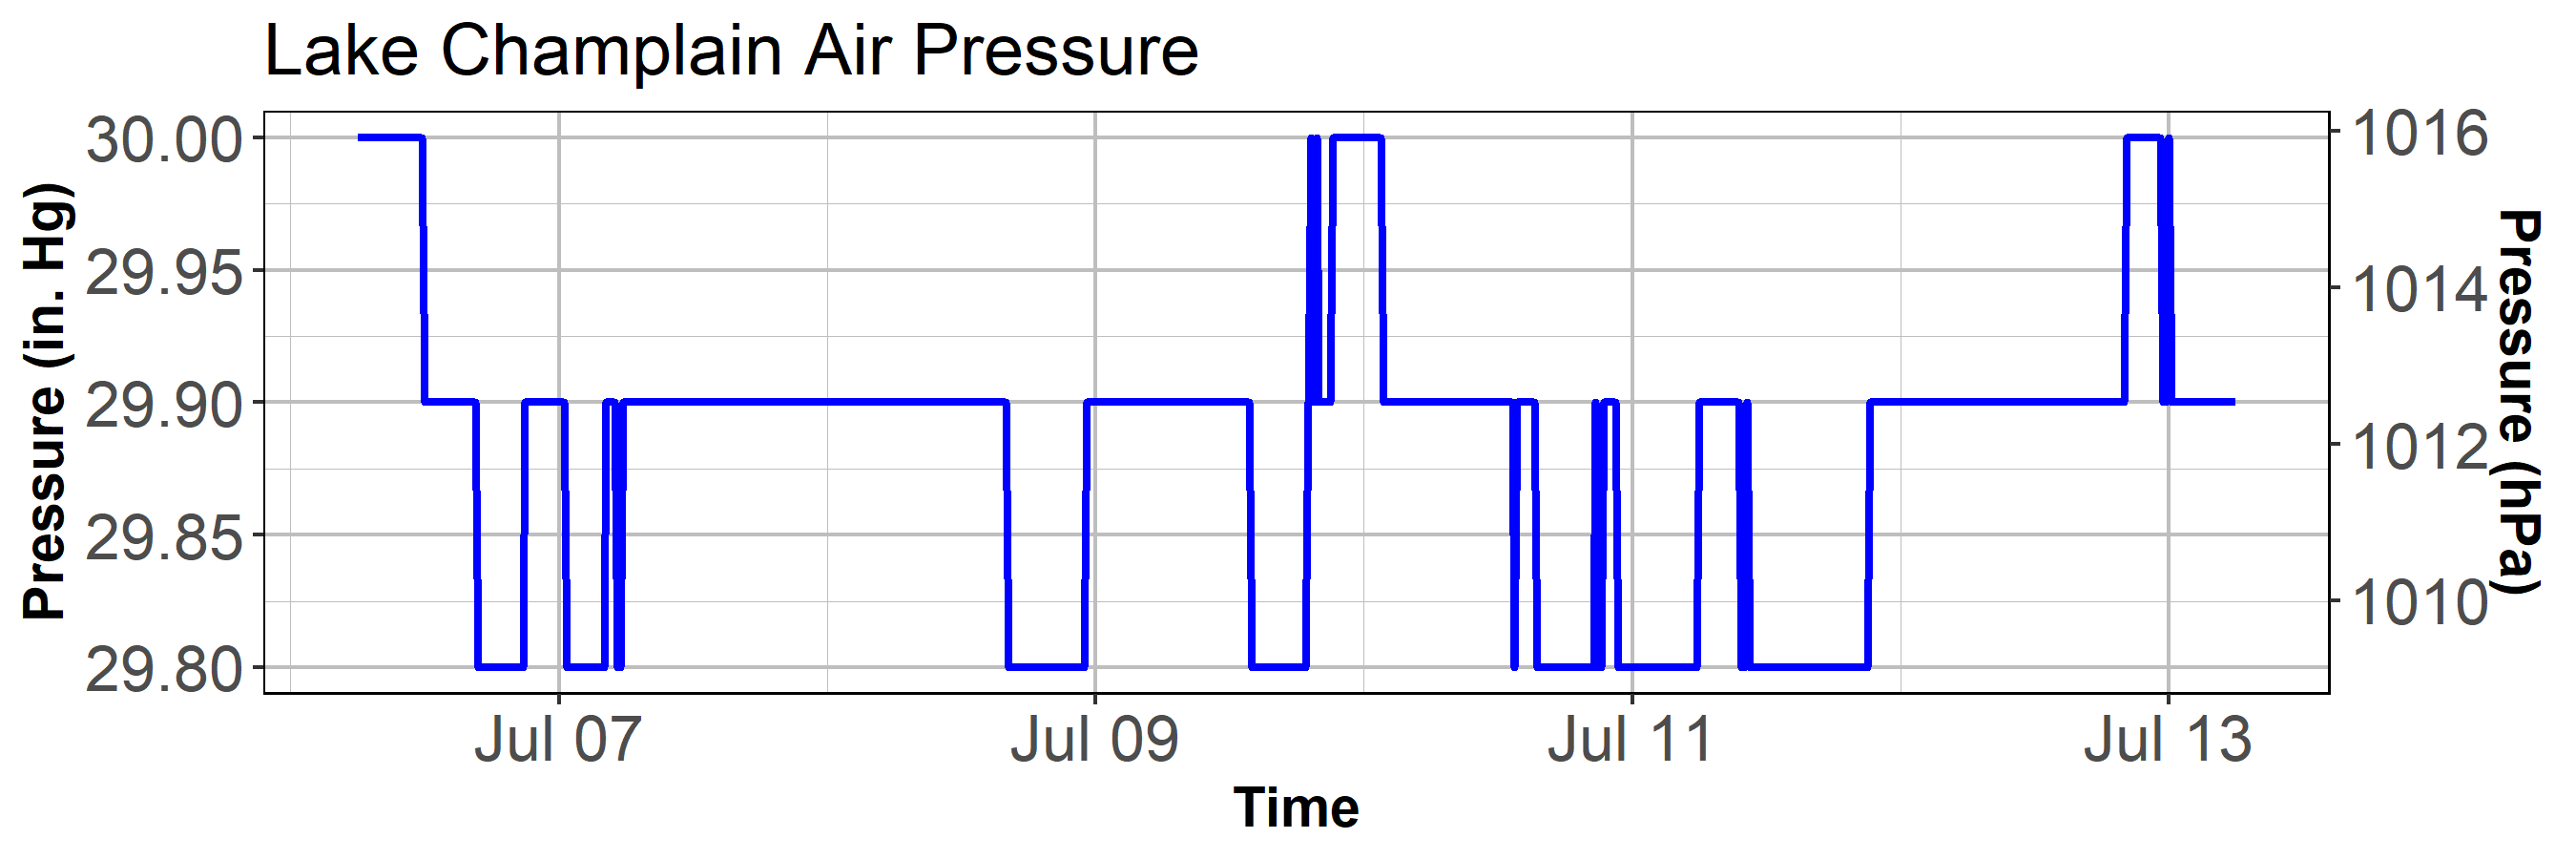 Lake Champlain Air Pressure
Pressure (in. Hg)
30.00
29.95
29.90
29.85
29.80
1016
1014
1012
1010
Pressure (hPa)
Jul 07 Jul 09 Jul 11 Jul 13
Time